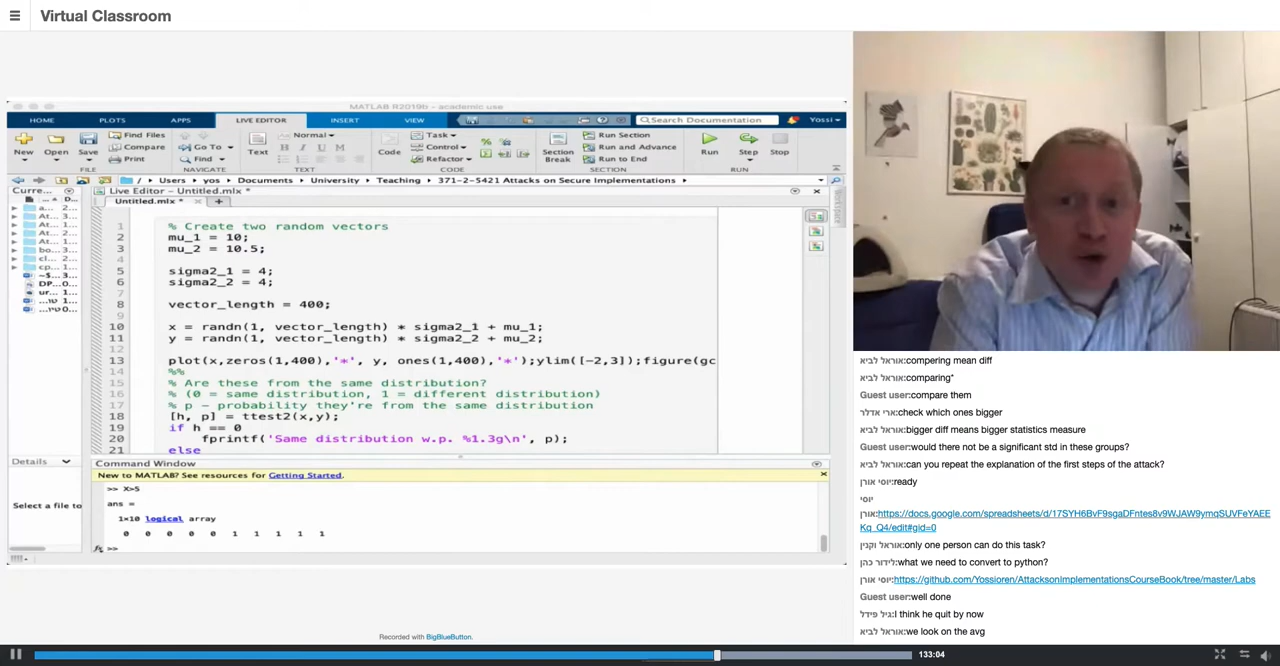 Virtual Classroom
MATLAB R2019b - academic use
HOME PLOTS APPS LIVE EDITOR INSERT VIEW Search Documentation Yossi
New Open Save Find Files Compare Print Go To Find Text Normal B I U M Code Task Control Refactor Section Break Run Section Run and Advance Run to End Run Step Stop
FILE NAVIGATE TEXT CODE SECTION RUN
/ Users yos Documents University Teaching 371-2-5421 Attacks on Secure Implementations
Curre... Live Editor - Untitled.mlx *
Untitled.mlx * +
1 % Create two random vectors
2 mu_1 = 10;
3 mu_2 = 10.5;
4
5 sigma2_1 = 4;
6 sigma2_2 = 4;
7
8 vector_length = 400;
9
10 x = randn(1, vector_length) * sigma2_1 + mu_1;
11 y = randn(1, vector_length) * sigma2_2 + mu_2;
12
13 plot(x,zeros(1,400),'*', y, ones(1,400),'*');ylim([-2,3]);figure(gc
14 %%
15 % Are these from the same distribution?
16 % (0 = same distribution, 1 = different distribution)
17 % p - probability they're from the same distribution
18 [h, p] = ttest2(x,y);
19 if h == 0
20 fprintf('Same distribution w.p. %1.3g\n', p);
21 else
Details
Select a file to
Command Window
New to MATLAB? See resources for Getting Started.
>> X>5
ans =
1×10 logical array
0 0 0 0 0 1 1 1 1 1
fx >>
Recorded with BigBlueButton.
אוראל לביא:compering mean diff
אוראל לביא:comparing*
Guest user:compare them
ארי אדלר:check which ones bigger
אוראל לביא:bigger diff means bigger statistics measure
Guest user:would there not be a significant std in these groups?
אוראל לביא:can you repeat the explanation of the first steps of the attack?
יוסי אורן:ready
יוסי
אורן:https://docs.google.com/spreadsheets/d/17SYH6BvF9sgaDFntes8v9WJAW9ymqSUVFeYAEE
Kq_Q4/edit#gid=0
אוראל וקנין:only one person can do this task?
לידור כהן:what we need to convert to python?
יוסי אורן:https://github.com/Yossioren/AttacksonImplementationsCourseBook/tree/master/Labs
Guest user:well done
גיל פידל:I think he quit by now
אוראל לביא:we look on the avg
133:04